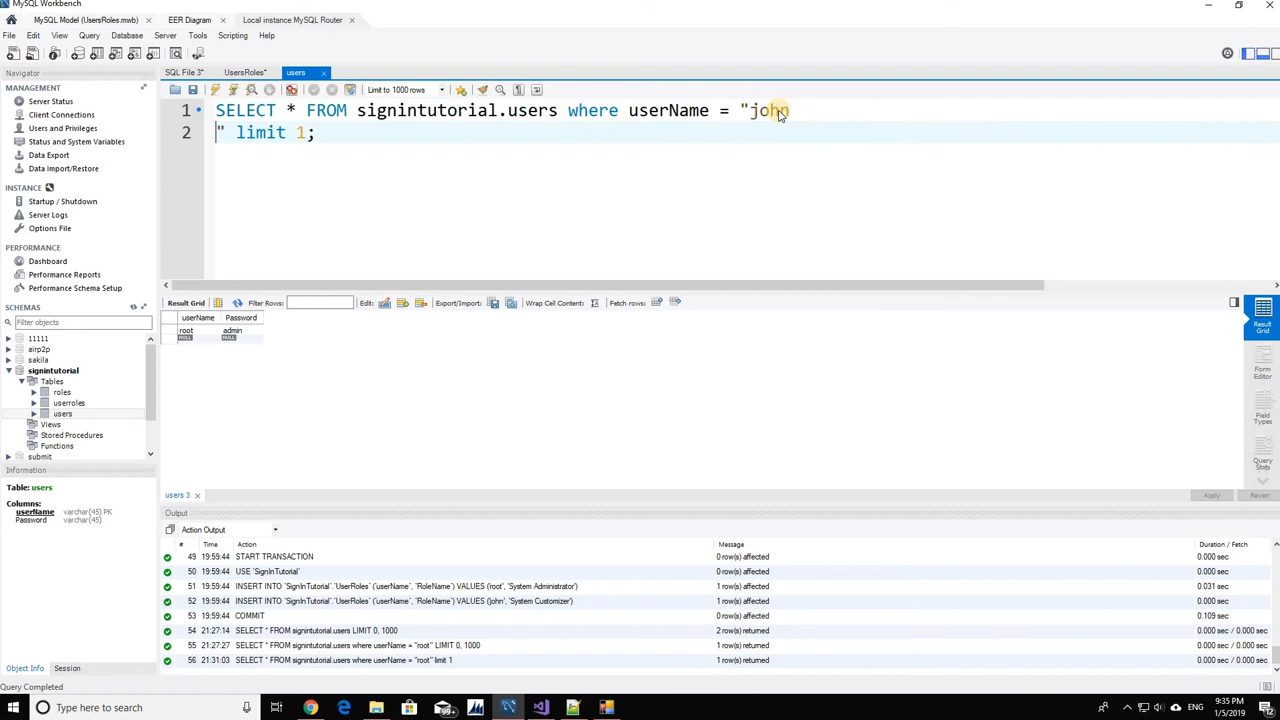 MySQL Workbench
MySQL Model (UsersRoles.mwb) × EER Diagram × Local instance MySQL Router ×
File Edit View Query Database Server Tools Scripting Help
Navigator SQL File 3* UsersRoles* users ×
MANAGEMENT
Limit to 1000 rows
Server Status
Client Connections
Users and Privileges
Status and System Variables
Data Export
Data Import/Restore
1 SELECT * FROM signintutorial.users where userName = "john
2 " limit 1;
INSTANCE
Startup / Shutdown
Server Logs
Options File
PERFORMANCE
Dashboard
Performance Reports
Performance Schema Setup
SCHEMAS
Filter objects
11111
airp2p
sakila
signintutorial
Tables
roles
userroles
users
Views
Stored Procedures
Functions
submit
Result Grid Filter Rows: Edit: Export/Import: Wrap Cell Content: Fetch rows:
userName Password
root admin
NULL NULL
Result Grid
Form Editor
Field Types
Query Stats
users 3 × Apply Revert
Information
Table: users
Columns:
userName varchar(45) PK
Password varchar(45)
Object Info Session
Output
Action Output
# Time Action Message Duration / Fetch
49 19:59:44 START TRANSACTION 0 row(s) affected 0.000 sec
50 19:59:44 USE `SignInTutorial` 0 row(s) affected 0.000 sec
51 19:59:44 INSERT INTO `SignInTutorial`.`UserRoles` (`userName`, `RoleName`) VALUES ('root', 'System Administrator') 1 row(s) affected 0.031 sec
52 19:59:44 INSERT INTO `SignInTutorial`.`UserRoles` (`userName`, `RoleName`) VALUES ('john', 'System Customizer') 1 row(s) affected 0.000 sec
53 19:59:44 COMMIT 0 row(s) affected 0.109 sec
54 21:27:14 SELECT * FROM signintutorial.users LIMIT 0, 1000 2 row(s) returned 0.000 sec / 0.000 sec
55 21:27:27 SELECT * FROM signintutorial.users where userName = "root" LIMIT 0, 1000 1 row(s) returned 0.000 sec / 0.000 sec
56 21:31:03 SELECT * FROM signintutorial.users where userName = "root" limit 1 1 row(s) returned 0.000 sec / 0.000 sec
Query Completed
Type here to search 99+ 9:35 PM
1/5/2019 12